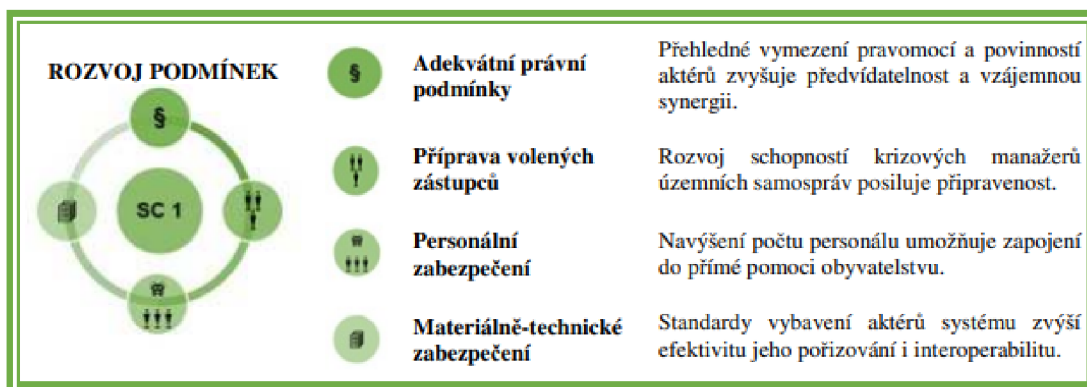 ROZVOJ PODMÍNEK
§
SC 1
§
Adekvátní právní
podmínky
Přehledné vymezení pravomocí a povinností
aktérů zvyšuje předvídatelnost a vzájemnou
synergii.
Příprava volených
zástupců
Rozvoj schopností krizových manažerů
územních samospráv posiluje připravenost.
Personální
zabezpečení
Navýšení počtu personálu umožňuje zapojení
do přímé pomoci obyvatelstvu.
Materiálně-technické
zabezpečení
Standardy vybavení aktérů systému zvýší
efektivitu jeho pořizování i interoperabilitu.